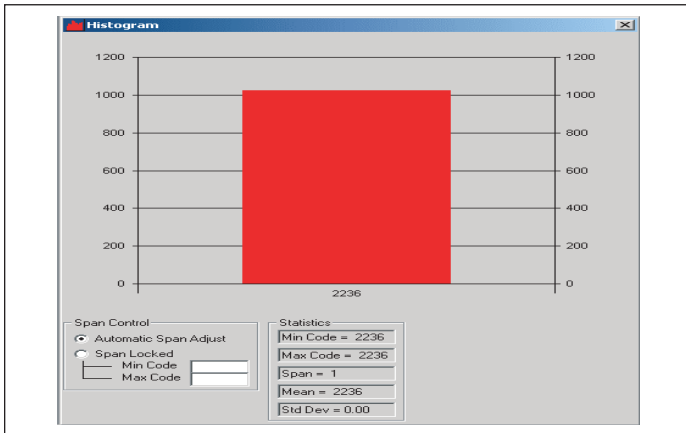 Histogram
1200 1200
1000 1000
800 800
600 600
400 400
200 200
0 0
2236
Span Control
Automatic Span Adjust
Span Locked
Min Code
Max Code
Statistics
Min Code = 2236
Max Code = 2236
Span = 1
Mean = 2236
Std Dev = 0.00